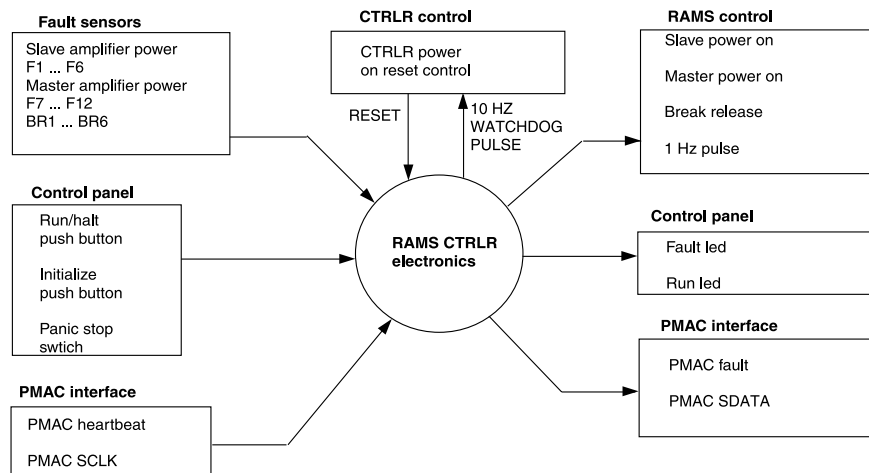 Fault sensors
Slave amplifier power
F1 ... F6
Master amplifier power
F7 ... F12
BR1 ... BR6
CTRLR control
CTRLR power
on reset control
RESET
10 HZ
WATCHDOG
PULSE
RAMS control
Slave power on
Master power on
Break release
1 Hz pulse
Control panel
Run/halt
push button
Initialize
push button
Panic stop
swtich
RAMS CTRLR
electronics
Control panel
Fault led
Run led
PMAC interface
PMAC heartbeat
PMAC SCLK
PMAC interface
PMAC fault
PMAC SDATA